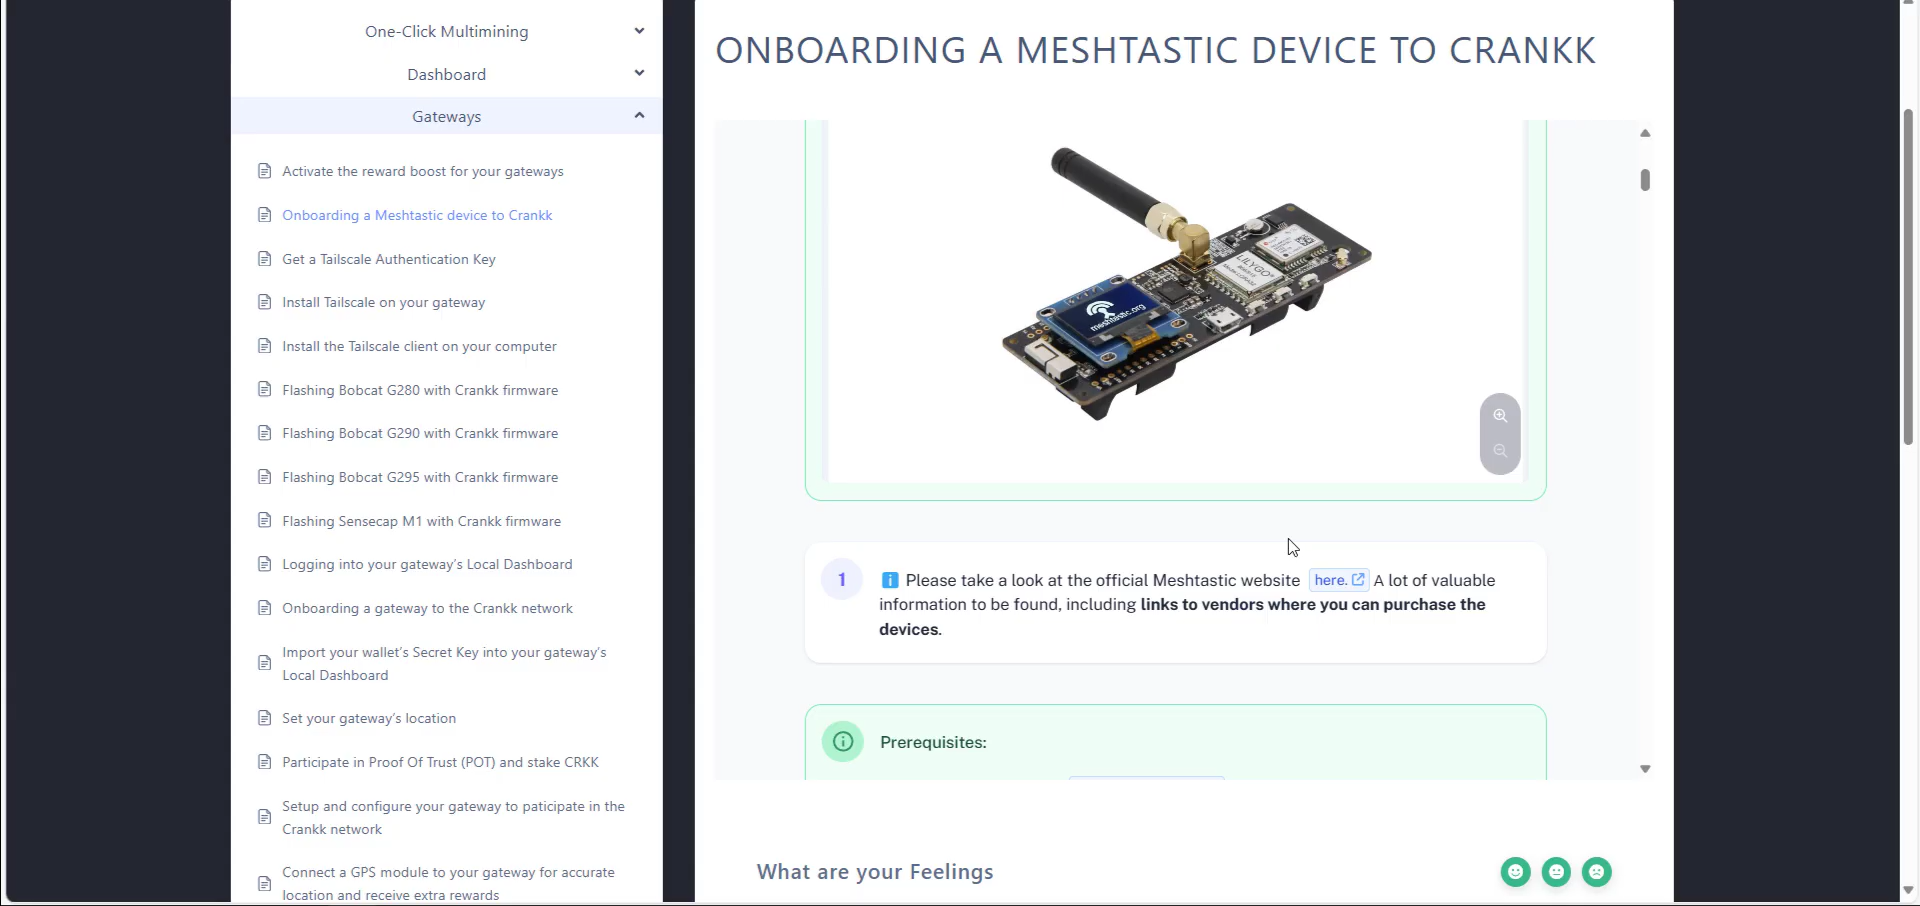 One-Click Multimining
Dashboard
Gateways
Activate the reward boost for your gateways
Onboarding a Meshtastic device to Crankk
Get a Tailscale Authentication Key
Install Tailscale on your gateway
Install the Tailscale client on your computer
Flashing Bobcat G280 with Crankk firmware
Flashing Bobcat G290 with Crankk firmware
Flashing Bobcat G295 with Crankk firmware
Flashing Sensecap M1 with Crankk firmware
Logging into your gateway's Local Dashboard
Onboarding a gateway to the Crankk network
Import your wallet's Secret Key into your gateway's
Local Dashboard
Set your gateway's location
Participate in Proof Of Trust (POT) and stake CRKK
Setup and configure your gateway to paticipate in the
Crankk network
Connect a GPS module to your gateway for accurate
location and receive extra rewards
ONBOARDING A MESHTASTIC DEVICE TO CRANKK
LILYGO
meshtastic.org
1
Please take a look at the official Meshtastic website here. A lot of valuable
information to be found, including links to vendors where you can purchase the
devices.
Prerequisites:
What are your Feelings